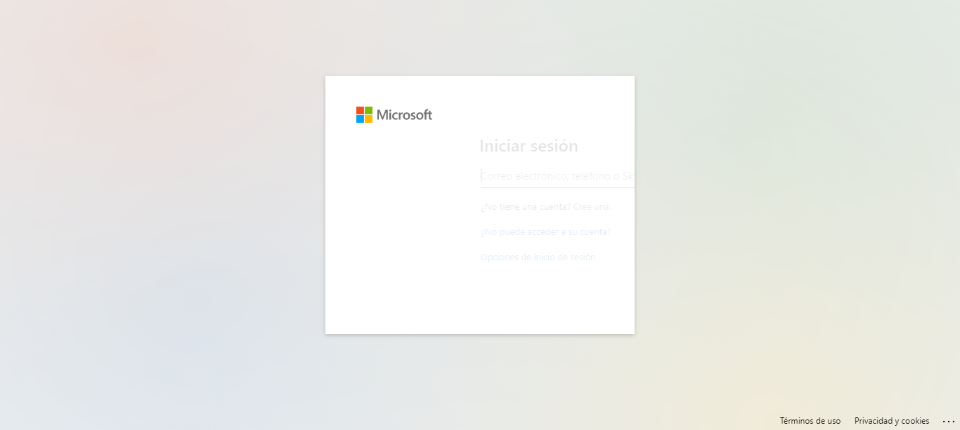 Microsoft
Iniciar sesión
Correo electrónico, teléfono o Sk
¿No tiene una cuenta? Cree una.
¿No puede acceder a su cuenta?
Opciones de inicio de sesión
Términos de uso Privacidad y cookies ...